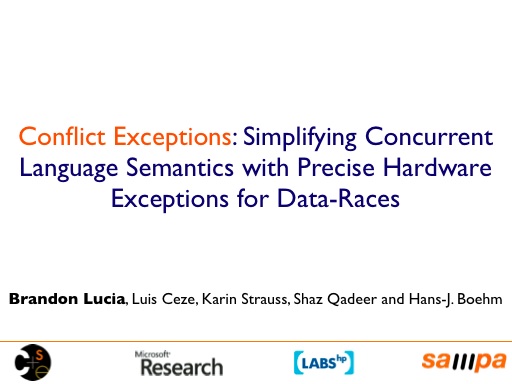 Conflict Exceptions: Simplifying Concurrent
Language Semantics with Precise Hardware
Exceptions for Data-Races
Brandon Lucia, Luis Ceze, Karin Strauss, Shaz Qadeer and Hans-J. Boehm
Microsoft®
Research
LABS hp
sampa